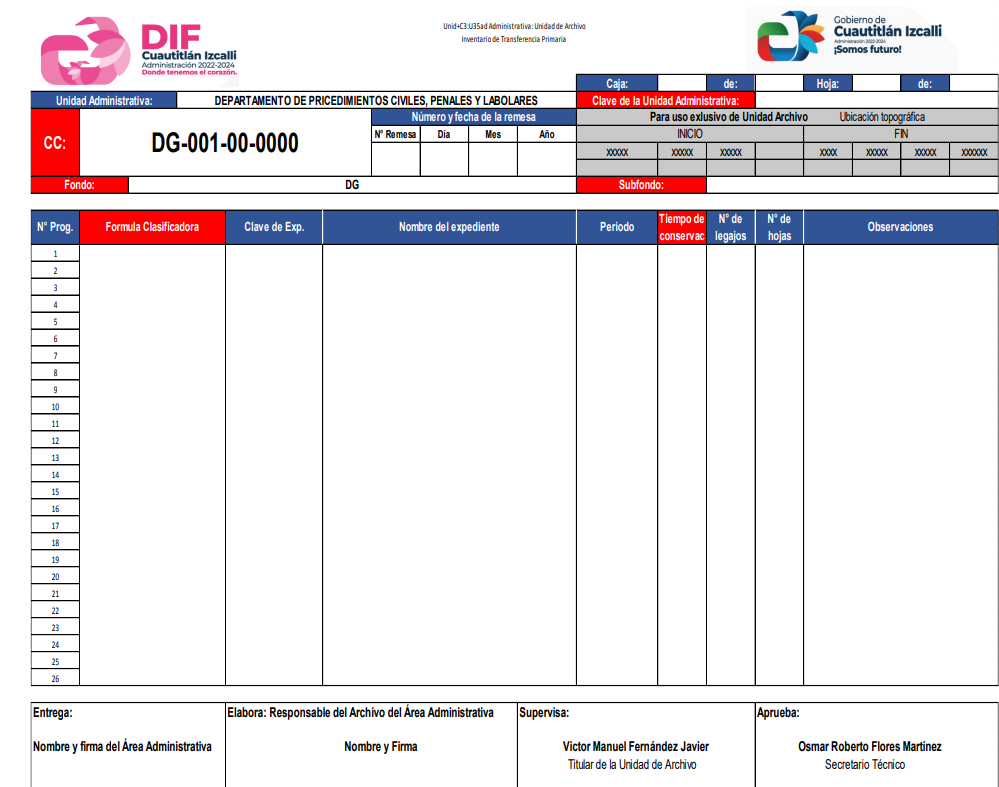 DIF
Cuautitlán Izcalli
Administración 2022-2024
Donde tenemos el corazón.
Unid+C3:U35ad Administrativa: Unidad de Archivo
Inventario de Transferencia Primaria
Gobierno de
Cuautitlán Izcalli
Administración 2022-2024
¡Somos futuro!
Caja: de: Hoja: de:
Unidad Administrativa: DEPARTAMENTO DE PRICEDIMIENTOS CIVILES, PENALES Y LABOLARES Clave de la Unidad Administrativa:
CC: DG-001-00-0000
Número y fecha de la remesa
N° Remesa Día Mes Año
Para uso exlusivo de Unidad Archivo Ubicación topográfica
INICIO FIN
xxxxx xxxxx xxxxx xxxx xxxxx xxxxx xxxxxx
Fondo: DG Subfondo:
N° Prog. Formula Clasificadora Clave de Exp. Nombre del expediente Periodo Tiempo de conservac N° de legajos N° de hojas Observaciones
1
2
3
4
5
6
7
8
9
10
11
12
13
14
15
16
17
18
19
20
21
22
23
24
25
26
Entrega: Elabora: Responsable del Archivo del Área Administrativa Supervisa: Aprueba:
Nombre y firma del Área Administrativa Nombre y Firma Victor Manuel Fernández Javier Osmar Roberto Flores Martínez
Titular de la Unidad de Archivo Secretario Técnico